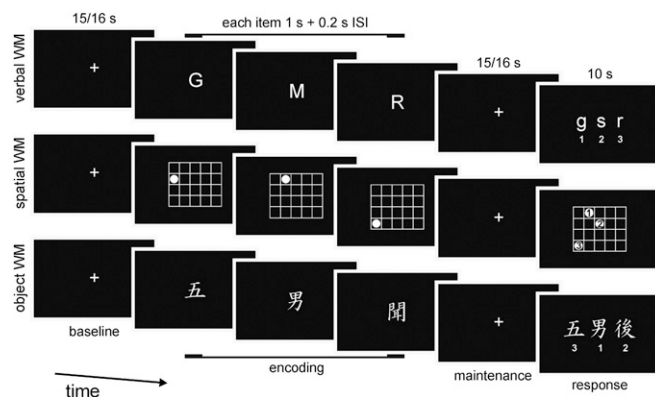 15/16 s
each item 1 s + 0.2 s ISI
15/16 s
10 s
verbal WM
+
G
M
R
+
g s r
1 2 3
spatial WM
+
+
1
2
3
object WM
+
五
男
聞
+
五男後
3 1 2
baseline
encoding
maintenance
response
time